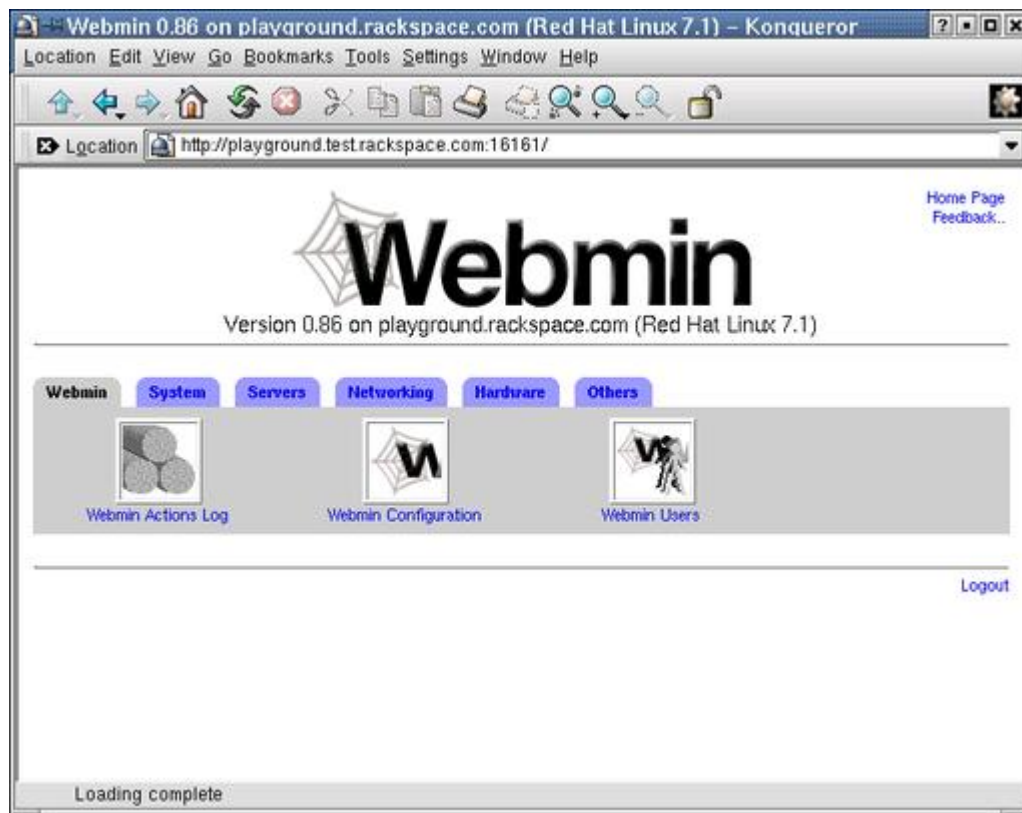 Webmin 0.86 on playground.rackspace.com (Red Hat Linux 7.1) – Konqueror
Location Edit View Go Bookmarks Tools Settings Window Help
Location http://playground.test.rackspace.com:16161/
Home Page
Feedback..
Webmin
Version 0.86 on playground.rackspace.com (Red Hat Linux 7.1)
Webmin System Servers Networking Hardware Others
Webmin Actions Log Webmin Configuration Webmin Users
Logout
Loading complete